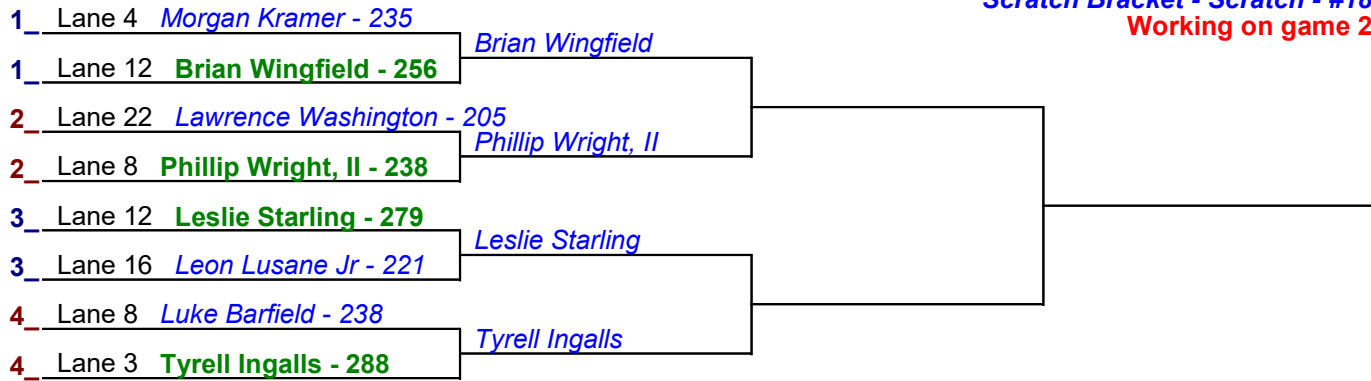 Scratch Bracket - Scratch - #18
Working on game 2
1_ Lane 4 Morgan Kramer - 235
Brian Wingfield
1_ Lane 12 Brian Wingfield - 256
2_ Lane 22 Lawrence Washington - 205
Phillip Wright, II
2_ Lane 8 Phillip Wright, II - 238
3_ Lane 12 Leslie Starling - 279
Leslie Starling
3_ Lane 16 Leon Lusane Jr - 221
4_ Lane 8 Luke Barfield - 238
Tyrell Ingalls
4_ Lane 3 Tyrell Ingalls - 288